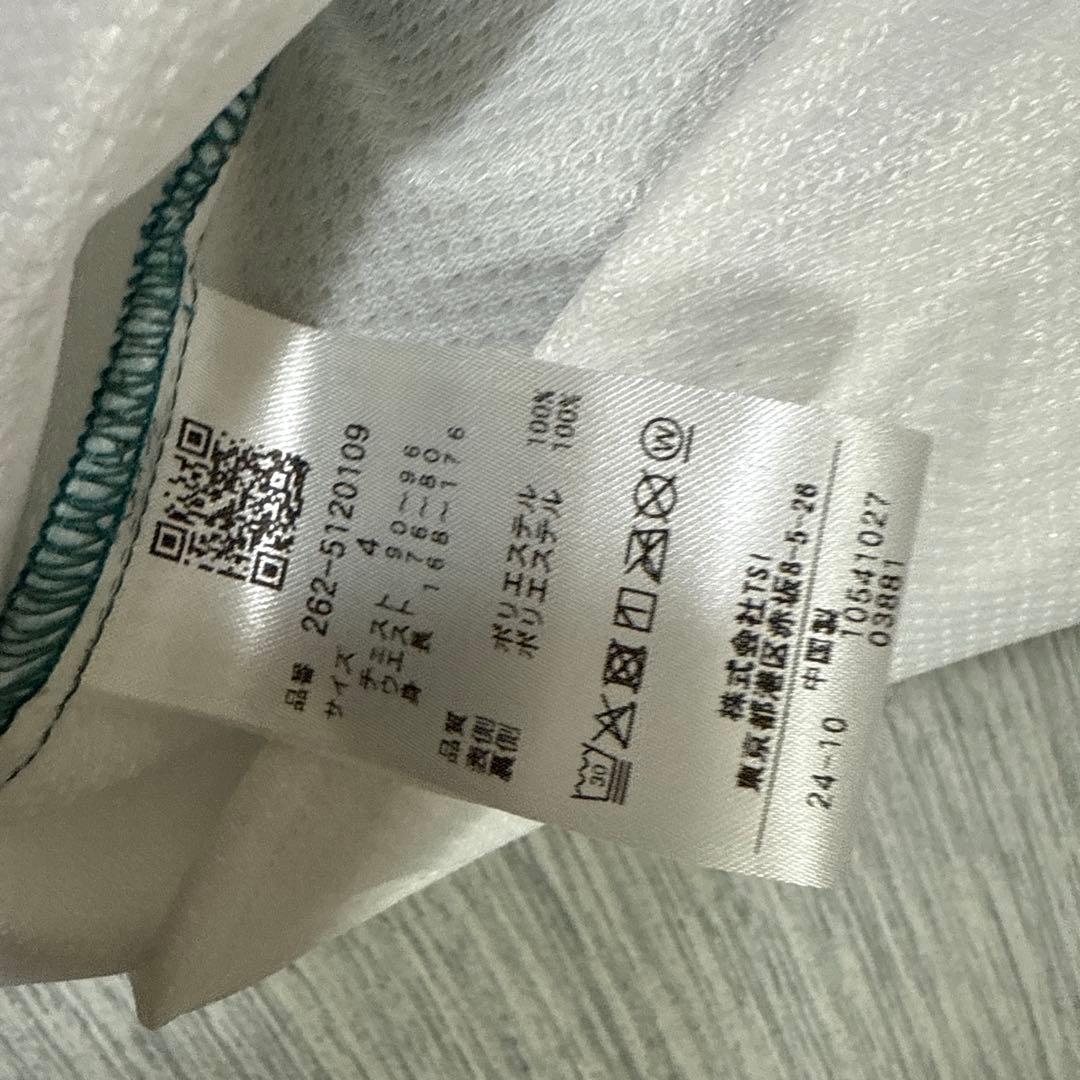 品番 262-5120109
サイズ 4
チェスト 90〜96
ウエスト 76〜80
身長 168〜176
品質
表側 ポリエステル 100%
裏側 ポリエステル 100%
30
W
株式会社TSI
東京都港区赤坂8-5-26
中国製
24-10 10541027
03881